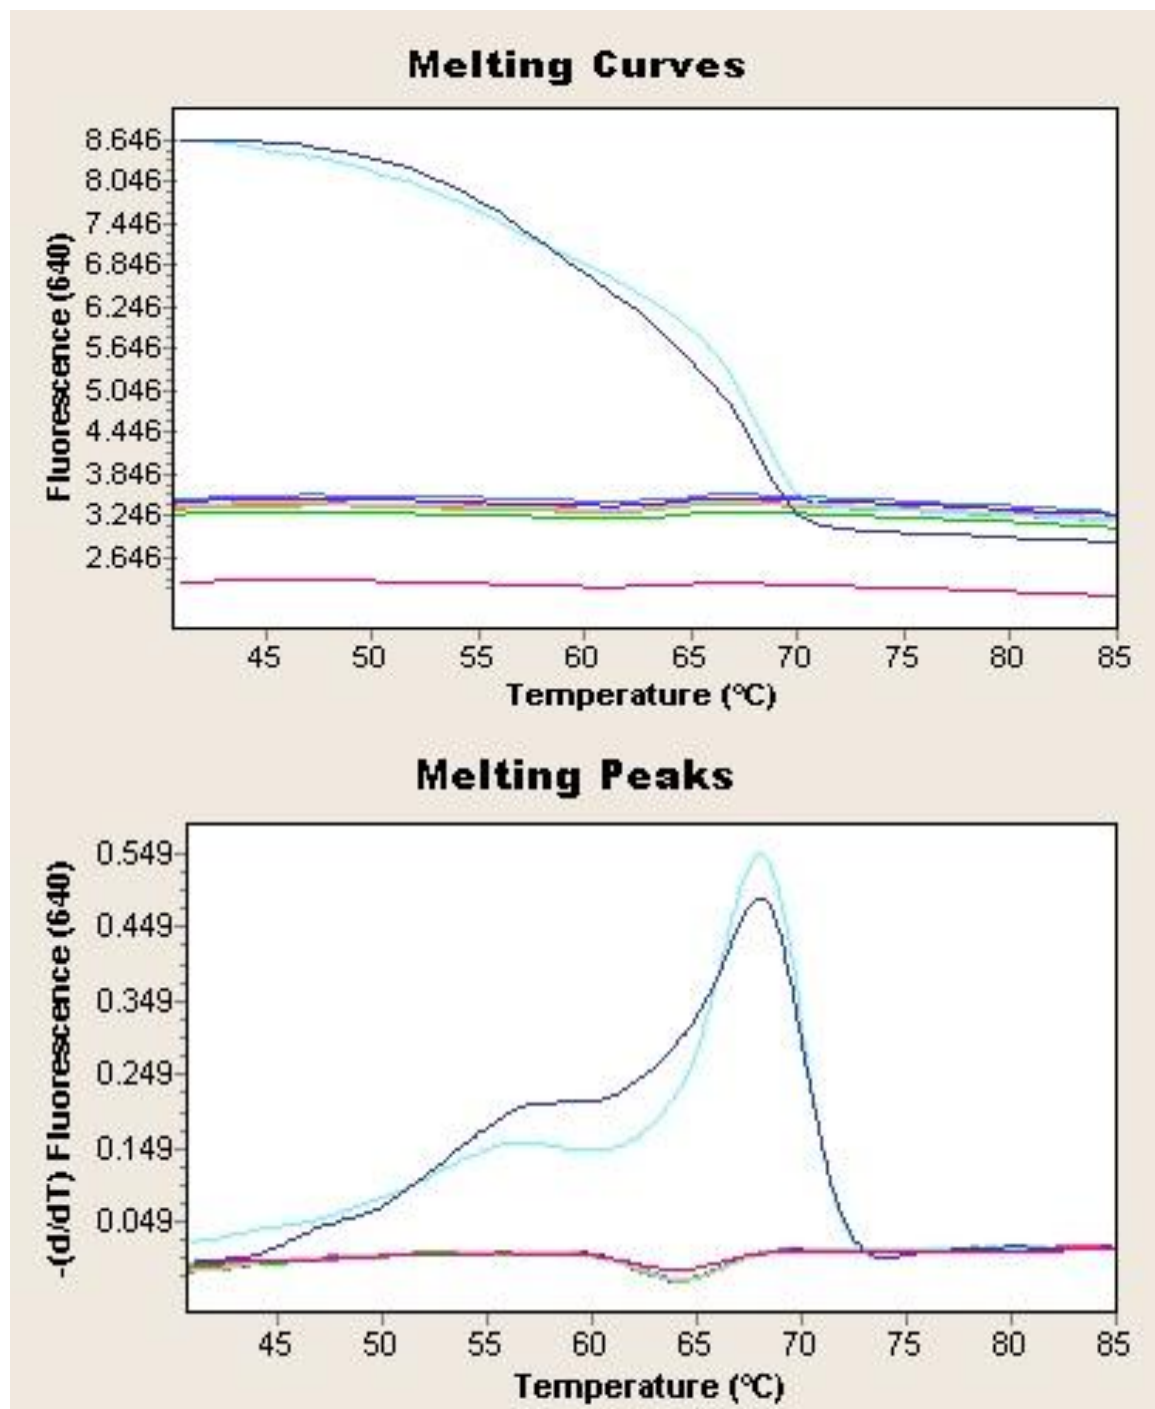 Melting Curves
Fluorescence (640)
8.646
8.046
7.446
6.846
6.246
5.646
5.046
4.446
3.846
3.246
2.646
45 50 55 60 65 70 75 80 85
Temperature (ºC)
Melting Peaks
-(d/dT) Fluorescence (640)
0.549
0.449
0.349
0.249
0.149
0.049
45 50 55 60 65 70 75 80 85
Temperature (ºC)